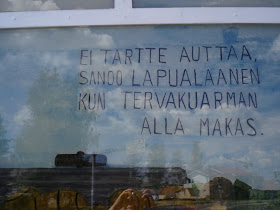 EI TARTTE AUTTAA,
SANOO LAPUALAANEN
KUN TERVAKUARMAN
ALLA MAKAS.